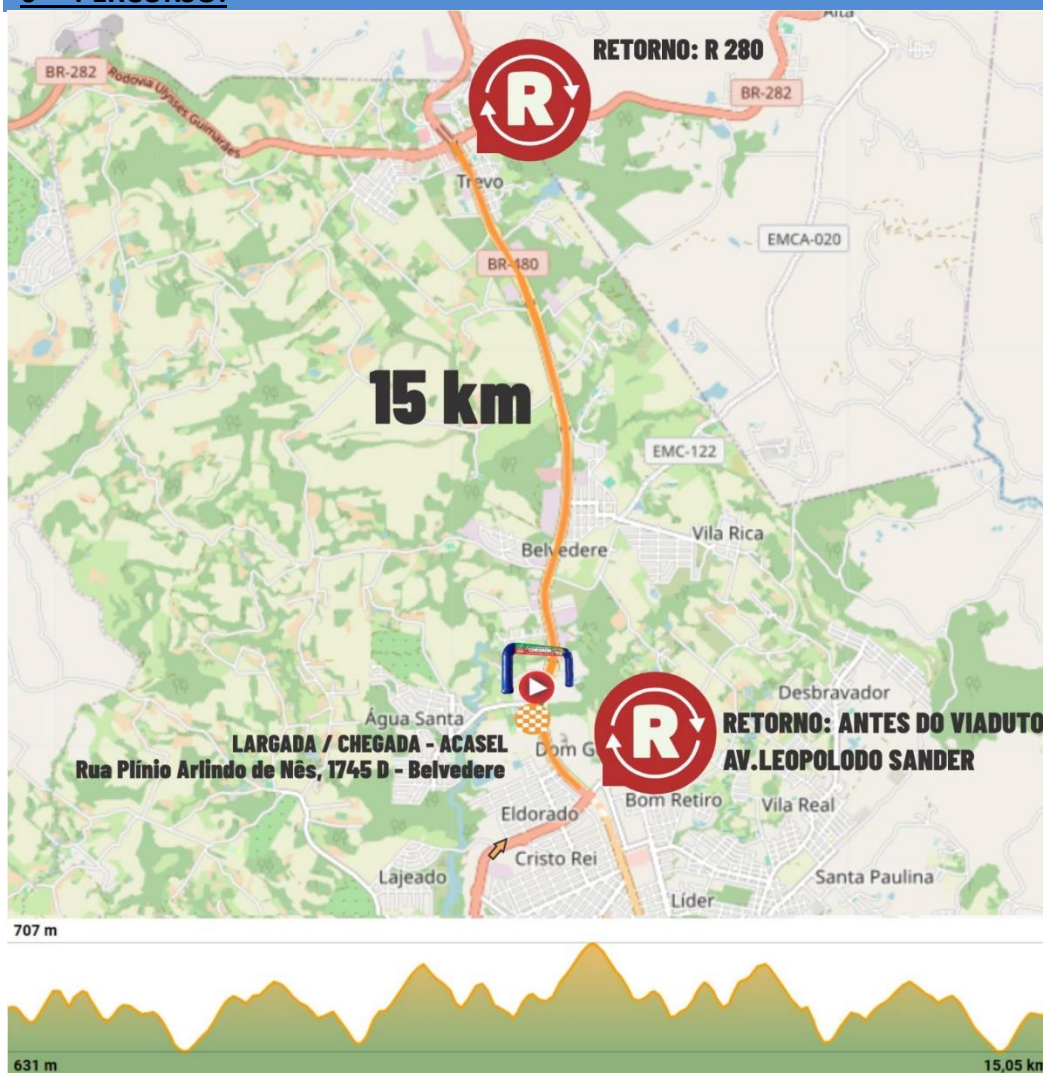 RETORNO: R 280
BR-282
Rodovia Ulysses Guimarães
R
BR-282
Trevo
EMCA-020
BR-480
15 km
EMC-122
Vila Rica
Belvedere
CHEGADA
Água Santa
Desbravador
R
RETORNO: ANTES DO VIADUTO
AV.LEOPOLODO SANDER
LARGADA / CHEGADA - ACASEL
Rua Plínio Arlindo de Nês, 1745 D - Belvedere
Dom G
Eldorado
Bom Retiro
Vila Real
Cristo Rei
Lajeado
Santa Paulina
Líder
707 m
631 m
15,05 km